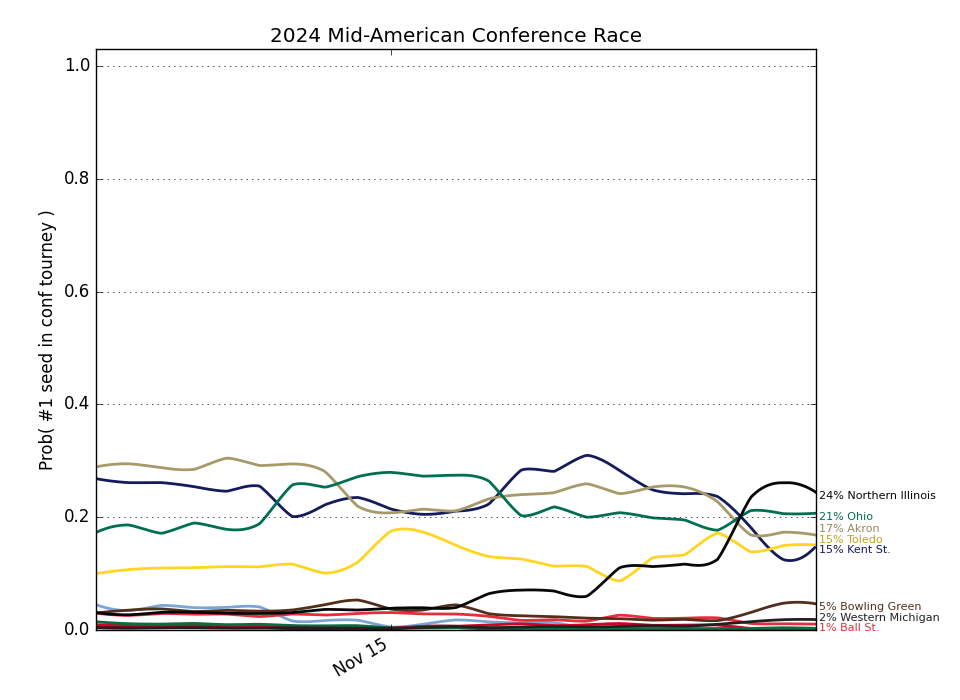 2024 Mid-American Conference Race
Prob( #1 seed in conf tourney )
1.0
0.8
0.6
0.4
0.2
0.0
Nov 15
24% Northern Illinois
21% Ohio
17% Akron
15% Toledo
15% Kent St.
5% Bowling Green
2% Western Michigan
1% Ball St.